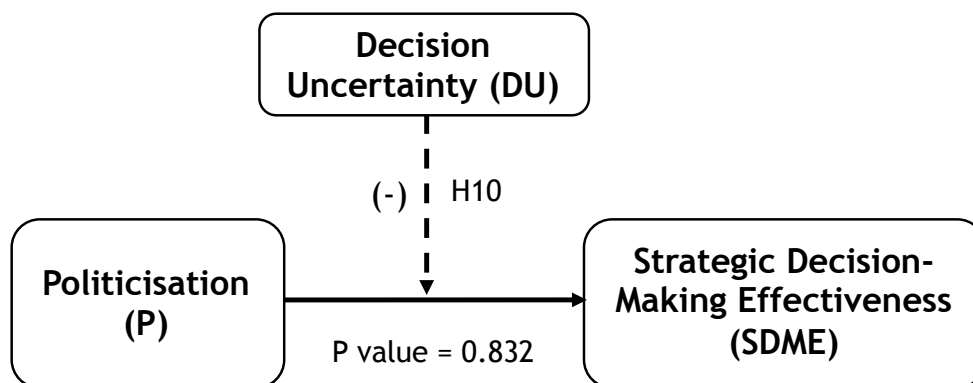 Decision
Uncertainty (DU)
(-)
H10
Politicisation
(P)
Strategic Decision-
Making Effectiveness
(SDME)
P value = 0.832